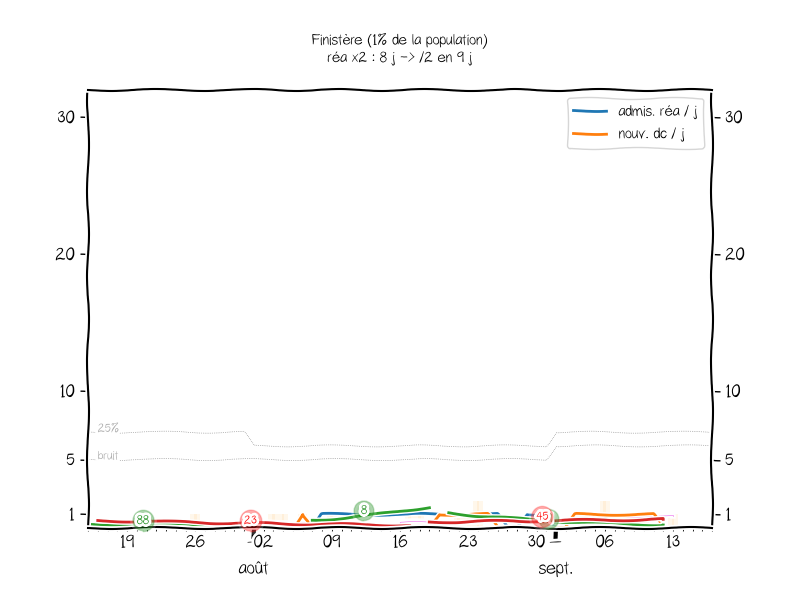 Finistère (1% de la population)
réa x2 : 8 j -> /2 en 9 j
admis. réa / j
nouv. dc / j
30
30
20
20
10
10
25%
bruit
5
5
1
1
88
23
8
45
19 26 02 09 16 23 30 06 13
août sept.